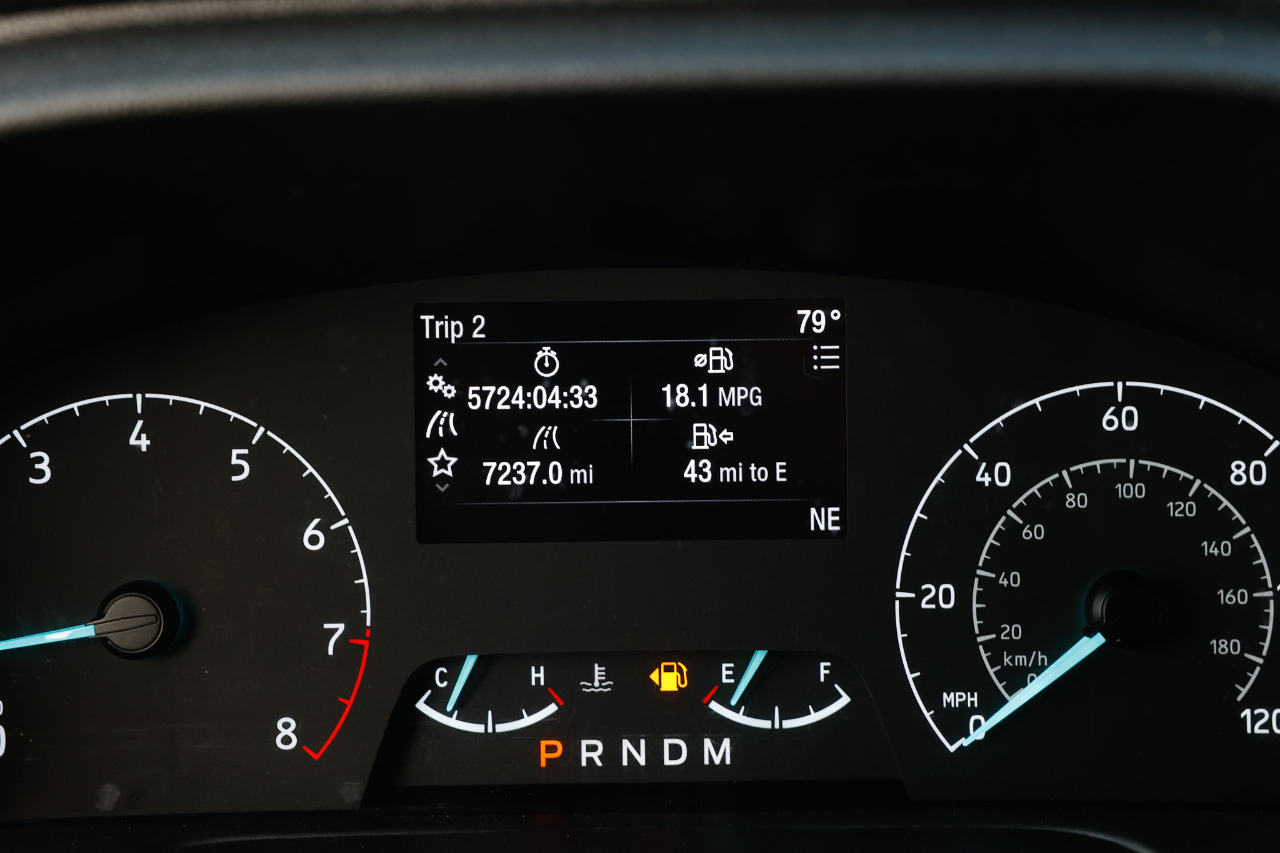 Trip 2 79°
5724:04:33 18.1 MPG
7237.0 mi 43 mi to E
NE
3 4 5 6 7 8
C H E F
P R N D M
0 20 40 60 80 120
MPH
20 40 60 80 100 120 140 160 180
km/h